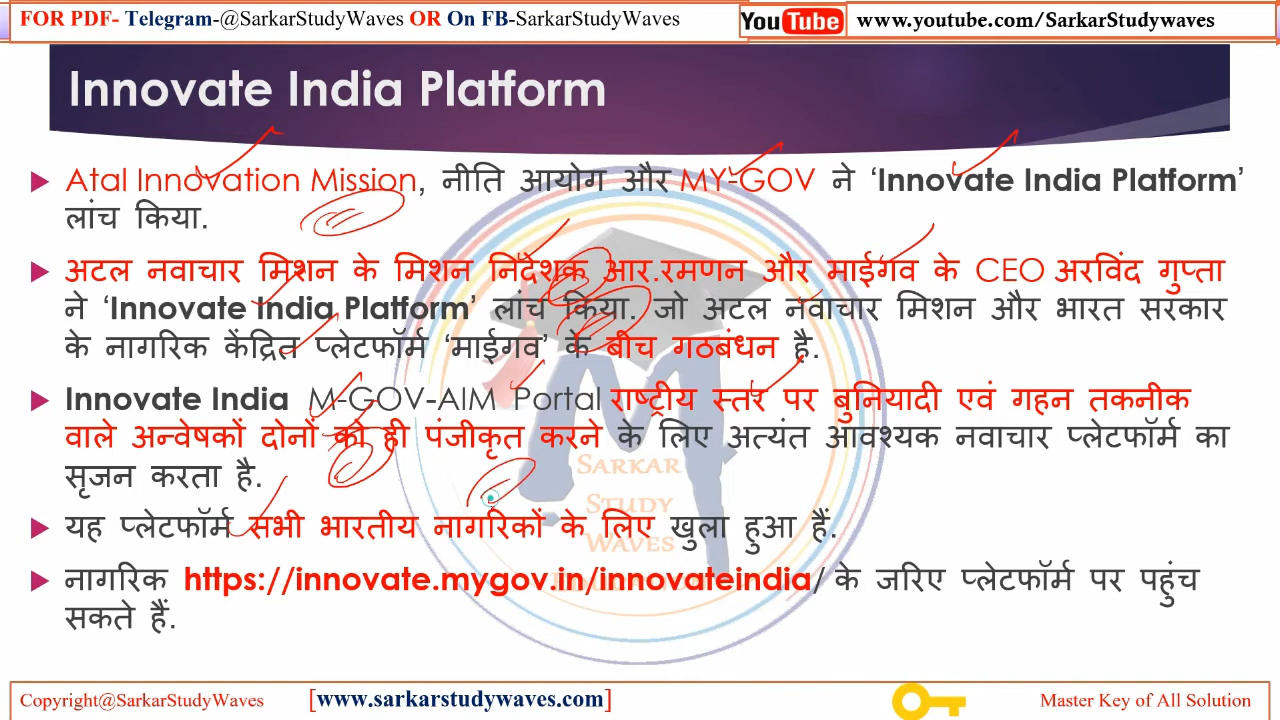 FOR PDF- Telegram-@SarkarStudyWaves OR On FB-SarkarStudyWaves
YouTube www.youtube.com/SarkarStudywaves
Innovate India Platform
Atal Innovation Mission, नीति आयोग और MY-GOV ने ‘Innovate India Platform’
लांच किया.
अटल नवाचार मिशन के मिशन निदेशक आर.रमणन और माईगव के CEO अरविंद गुप्ता
ने ‘Innovate India Platform’ लांच किया. जो अटल नवाचार मिशन और भारत सरकार
के नागरिक केंद्रित प्लेटफॉर्म ‘माईगव’ के बीच गठबंधन है.
Innovate India M-GOV-AIM Portal राष्ट्रीय स्तर पर बुनियादी एवं गहन तकनीक
वाले अन्वेषकों दोनों को ही पंजीकृत करने के लिए अत्यंत आवश्यक नवाचार प्लेटफॉर्म का
सृजन करता है.
यह प्लेटफॉर्म सभी भारतीय नागरिकों के लिए खुला हुआ हैं.
नागरिक https://innovate.mygov.in/innovateindia/ के जरिए प्लेटफॉर्म पर पहुंच
सकते हैं.
SARKAR
STUDY
WAVES
Copyright@SarkarStudyWaves [www.sarkarstudywaves.com] Master Key of All Solution